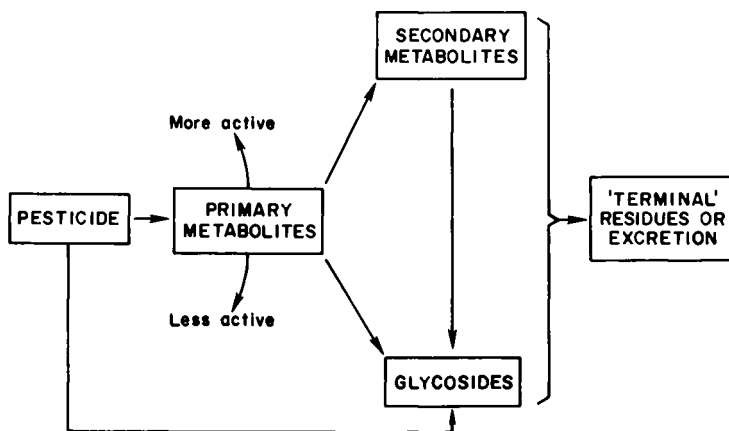 SECONDARY
METABOLITES
More active
PESTICIDE
PRIMARY
METABOLITES
'TERMINAL'
RESIDUES OR
EXCRETION
Less active
GLYCOSIDES